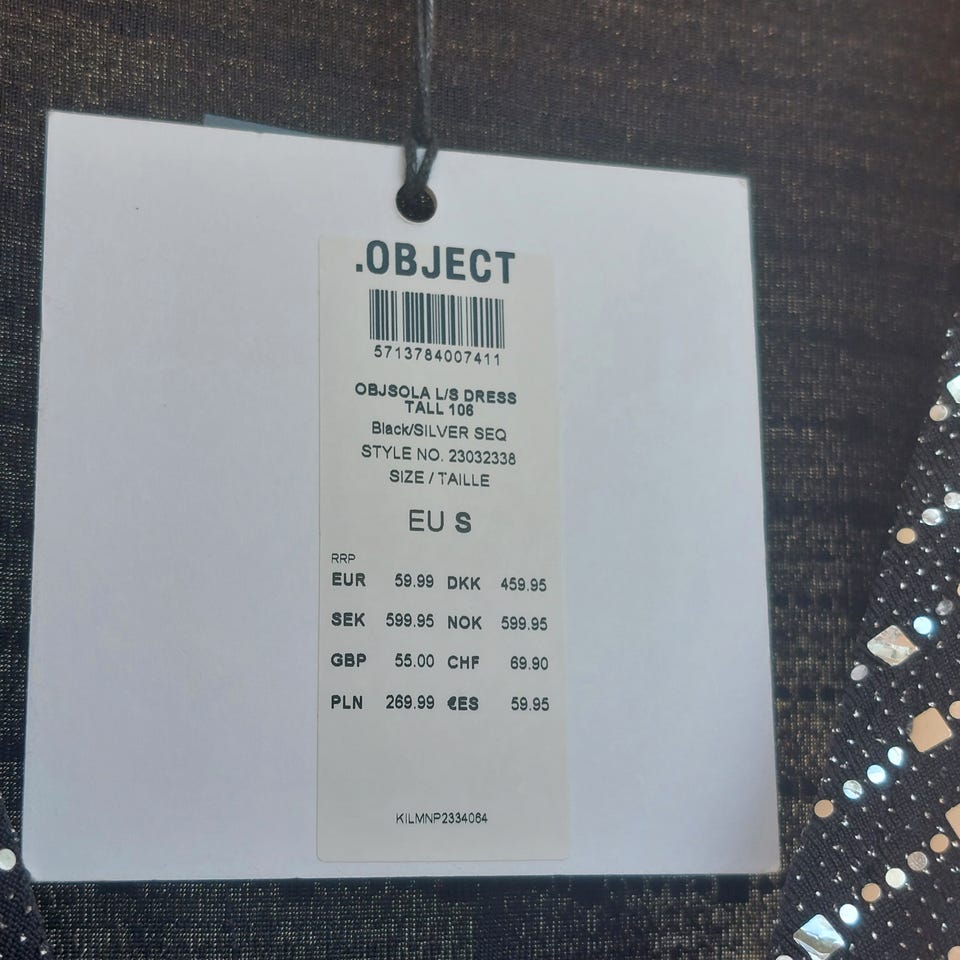 .OBJECT
5713784007411
OBJSOLA L/S DRESS
TALL 106
Black/SILVER SEQ
STYLE NO. 23032338
SIZE / TAILLE
EU S
RRP
EUR 59.99 DKK 459.95
SEK 599.95 NOK 599.95
GBP 55.00 CHF 69.90
PLN 269.99 €ES 59.95
KILMNP2334064